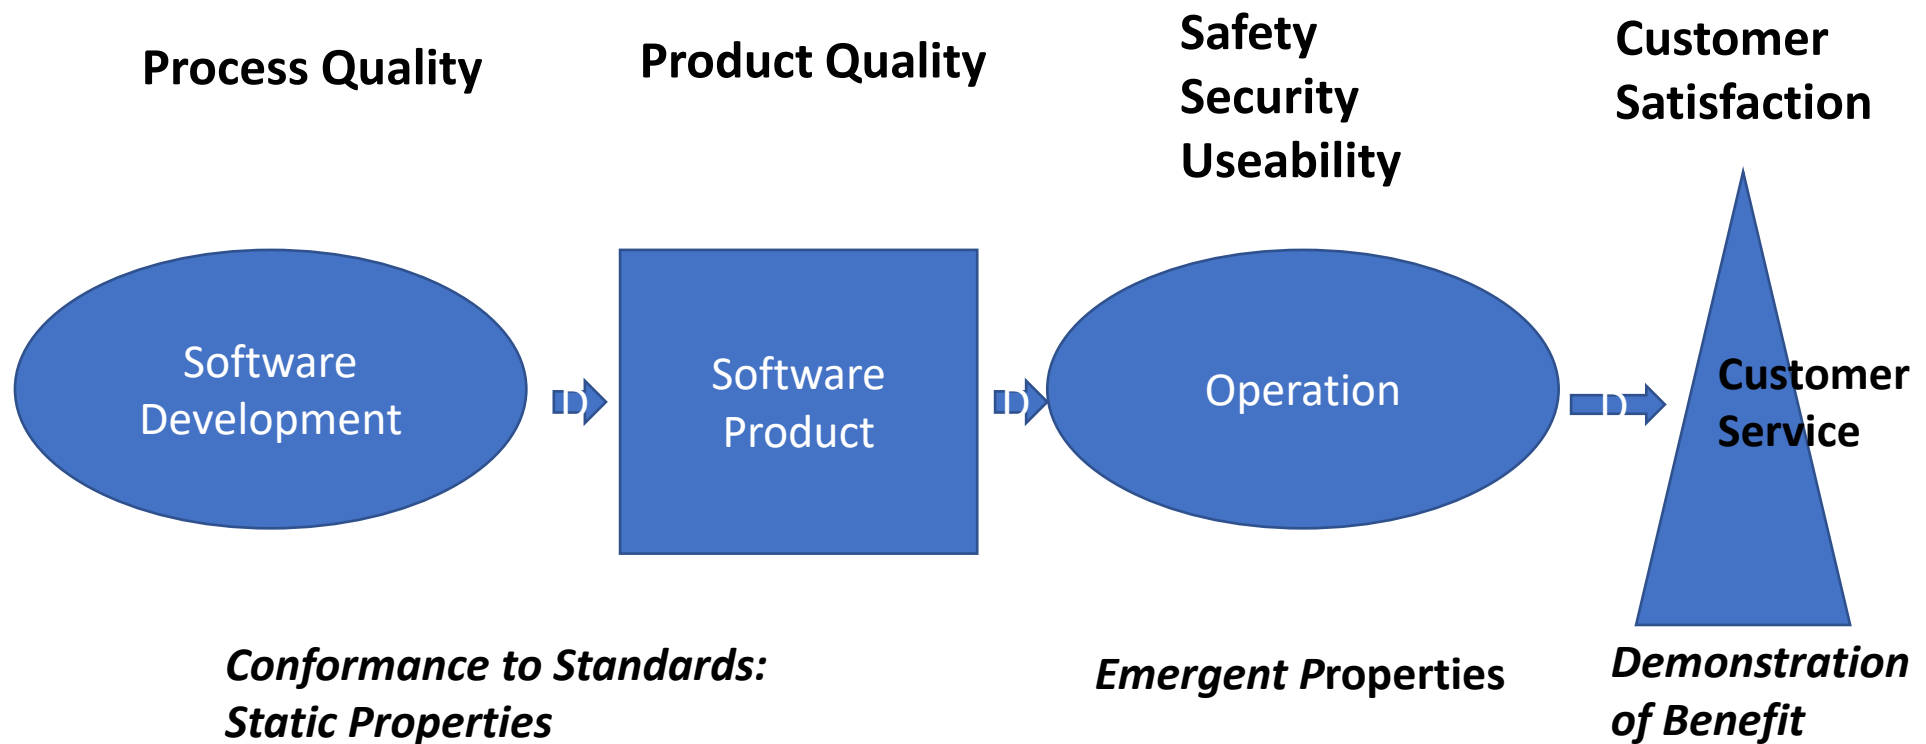 Process Quality
Product Quality
Safety
Security
Useability
Customer
Satisfaction
Software
Development
D
Software
Product
D
Operation
D
Customer
Service
Conformance to Standards:
Static Properties
Emergent Properties
Demonstration
of Benefit